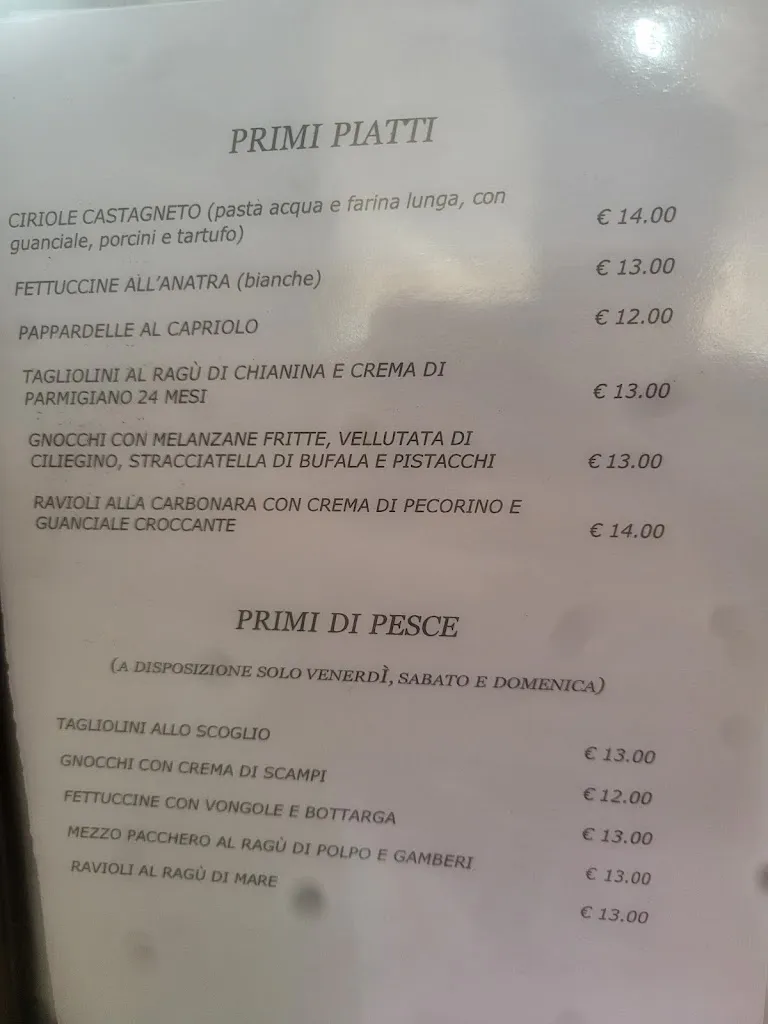 PRIMI PIATTI
CIRIOLE CASTAGNETO (pasta acqua e farina lunga, con
guanciale, porcini e tartufo) € 14.00
FETTUCCINE ALL'ANATRA (bianche) € 13.00
PAPPARDELLE AL CAPRIOLO € 12.00
TAGLIOLINI AL RAGÙ DI CHIANINA E CREMA DI
PARMIGIANO 24 MESI € 13.00
GNOCCHI CON MELANZANE FRITTE, VELLUTATA DI
CILIEGINO, STRACCIATELLA DI BUFALA E PISTACCHI € 13.00
RAVIOLI ALLA CARBONARA CON CREMA DI PECORINO E
GUANCIALE CROCCANTE € 14.00
PRIMI DI PESCE
(A DISPOSIZIONE SOLO VENERDÌ, SABATO E DOMENICA)
TAGLIOLINI ALLO SCOGLIO € 13.00
GNOCCHI CON CREMA DI SCAMPI € 12.00
FETTUCCINE CON VONGOLE E BOTTARGA € 13.00
MEZZO PACCHERO AL RAGÙ DI POLPO E GAMBERI € 13.00
RAVIOLI AL RAGÙ DI MARE € 13.00